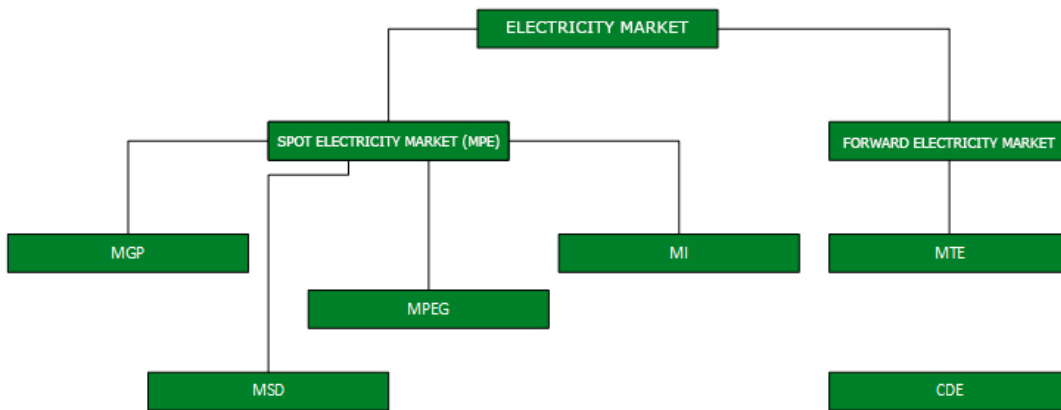 ELECTRICITY MARKET
SPOT ELECTRICITY MARKET (MPE)
FORWARD ELECTRICITY MARKET
MGP
MI
MTE
MPEG
MSD
CDE